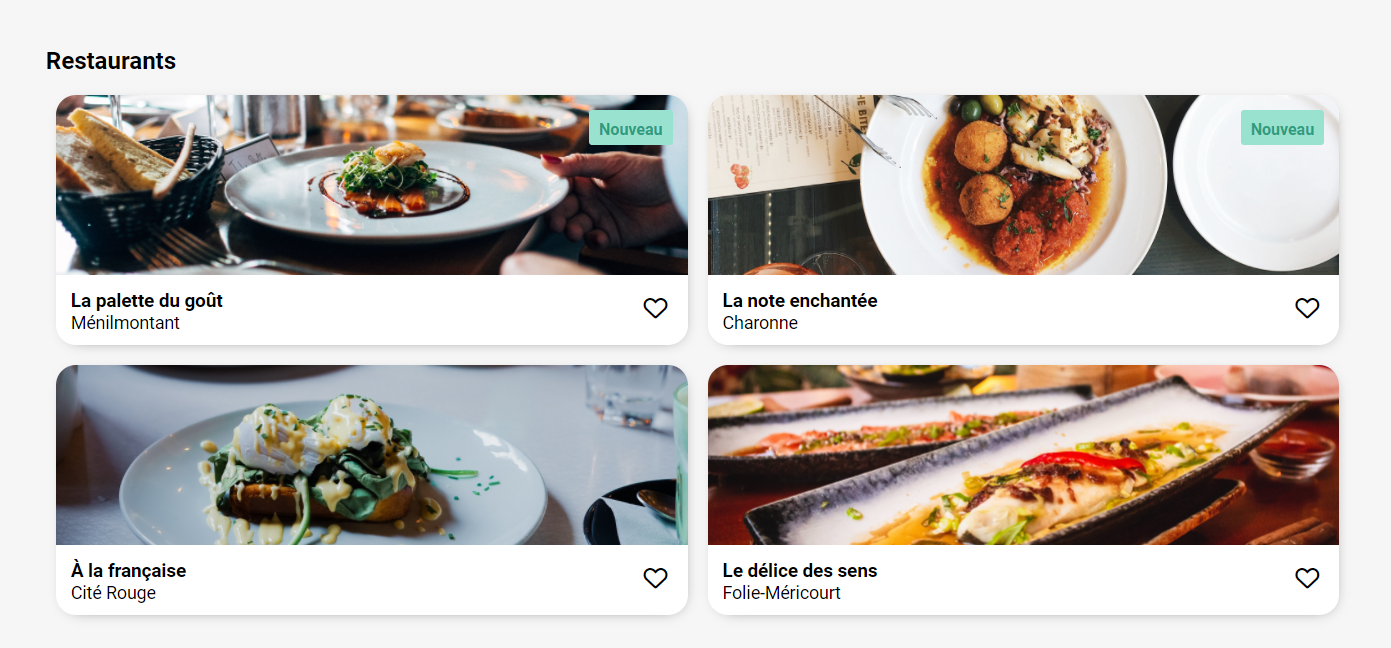 Restaurants
Nouveau
Nouveau
La palette du goût
Ménilmontant
La note enchantée
Charonne
À la française
Cité Rouge
Le délice des sens
Folie-Méricourt